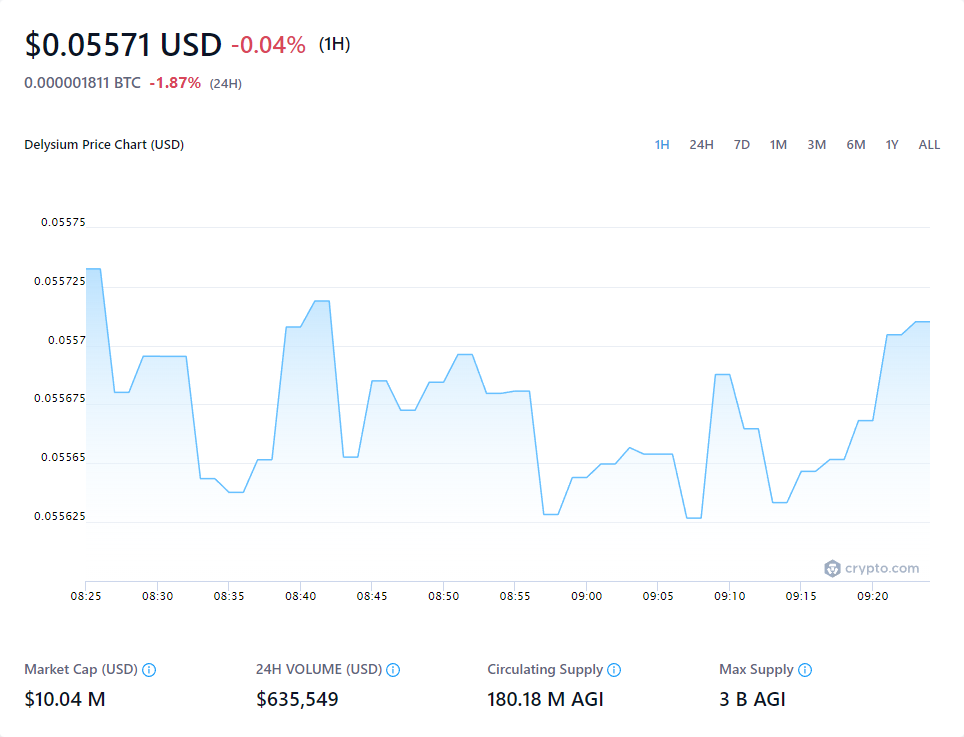 $0.05571 USD -0.04% (1H)
0.000001811 BTC -1.87% (24H)
Delysium Price Chart (USD) 1H 24H 7D 1M 3M 6M 1Y ALL
0.05575
0.055725
0.0557
0.055675
0.05565
0.055625
crypto.com
08:25 08:30 08:35 08:40 08:45 08:50 08:55 09:00 09:05 09:10 09:15 09:20
Market Cap (USD) 24H VOLUME (USD) Circulating Supply Max Supply
$10.04 M $635,549 180.18 M AGI 3 B AGI